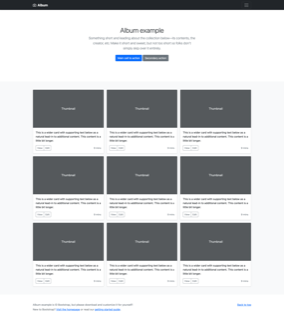 Album
Album example
Something short and leading about the collection below—its contents, the
creator, etc. Make it short and sweet, but not too short so folks don't
simply skip over it entirely.
Main call to action
Secondary action
Thumbnail
Thumbnail
Thumbnail
This is a wider card with supporting text below as a
natural lead-in to additional content. This content is a
little bit longer.
This is a wider card with supporting text below as a
natural lead-in to additional content. This content is a
little bit longer.
This is a wider card with supporting text below as a
natural lead-in to additional content. This content is a
little bit longer.
View Edit 9 mins
View Edit 9 mins
View Edit 9 mins
Thumbnail
Thumbnail
Thumbnail
This is a wider card with supporting text below as a
natural lead-in to additional content. This content is a
little bit longer.
This is a wider card with supporting text below as a
natural lead-in to additional content. This content is a
little bit longer.
This is a wider card with supporting text below as a
natural lead-in to additional content. This content is a
little bit longer.
View Edit 9 mins
View Edit 9 mins
View Edit 9 mins
Thumbnail
Thumbnail
Thumbnail
This is a wider card with supporting text below as a
natural lead-in to additional content. This content is a
little bit longer.
This is a wider card with supporting text below as a
natural lead-in to additional content. This content is a
little bit longer.
This is a wider card with supporting text below as a
natural lead-in to additional content. This content is a
little bit longer.
View Edit 9 mins
View Edit 9 mins
View Edit 9 mins
Album example is © Bootstrap, but please download and customize it for yourself!
Back to top
New to Bootstrap? Visit the homepage or read our getting started guide.